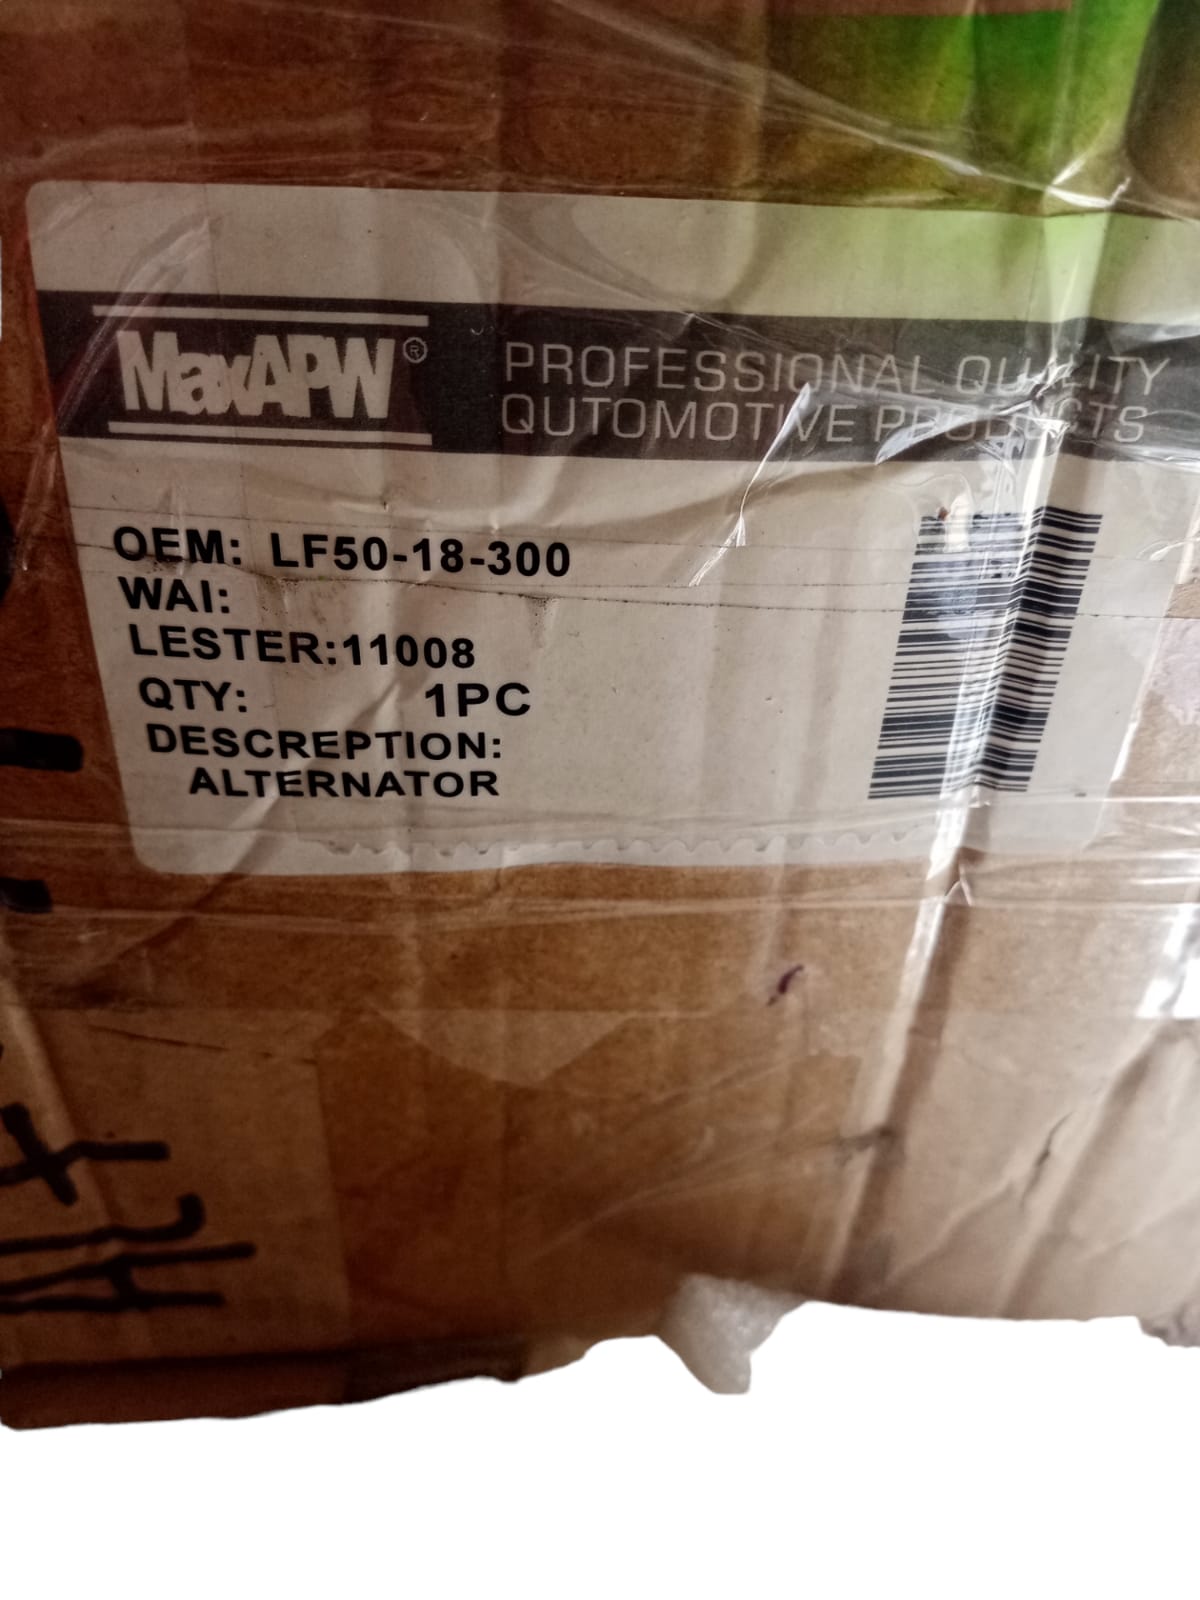 MaxAPW®
PROFESSIONAL QUALITY
QUTOMOTIVE PRODUCTS
OEM: LF50-18-300
WAI:
LESTER:11008
QTY: 1PC
DESCREPTION:
ALTERNATOR